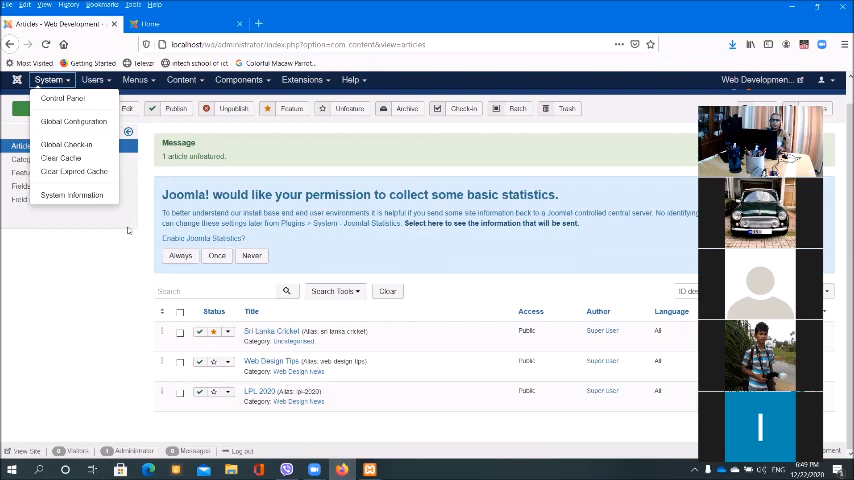 File Edit View History Bookmarks Tools Help
Articles - Web Development -
Home
localhost/wd/administrator/index.php?option=com_content&view=articles
Most Visited Getting Started Televizr intech school of ict Colorful Macaw Parrot...
System Users Menus Content Components Extensions Help Web Developmen...
Control Panel
Global Configuration
Global Check-in
Clear Cache
Clear Expired Cache
System Information
Edit Publish Unpublish Feature Unfeature Archive Check-in Batch Trash
Message
1 article unfeatured.
Joomla! would like your permission to collect some basic statistics.
To better understand our install base and end user environments it is helpful if you send some site information back to a Joomla! controlled central server. No identifying
can change these settings later from Plugins > System - Joomla! Statistics. Select here to see the information that will be sent.
Enable Joomla Statistics?
Always Once Never
Search Search Tools Clear
Status Title Access Author Language
Sri Lanka Cricket (Alias: sri-lanka-cricket) Public Super User All
Category: Uncategorised
Web Design Tips (Alias: web-design-tips) Public Super User All
Category: Web Design News
LPL 2020 (Alias: lpl-2020) Public Super User All
Category: Web Design News
View Site 0 Visitors 1 Administrator 0 Messages Log out
I
ENG 6:49 PM
12/22/2020